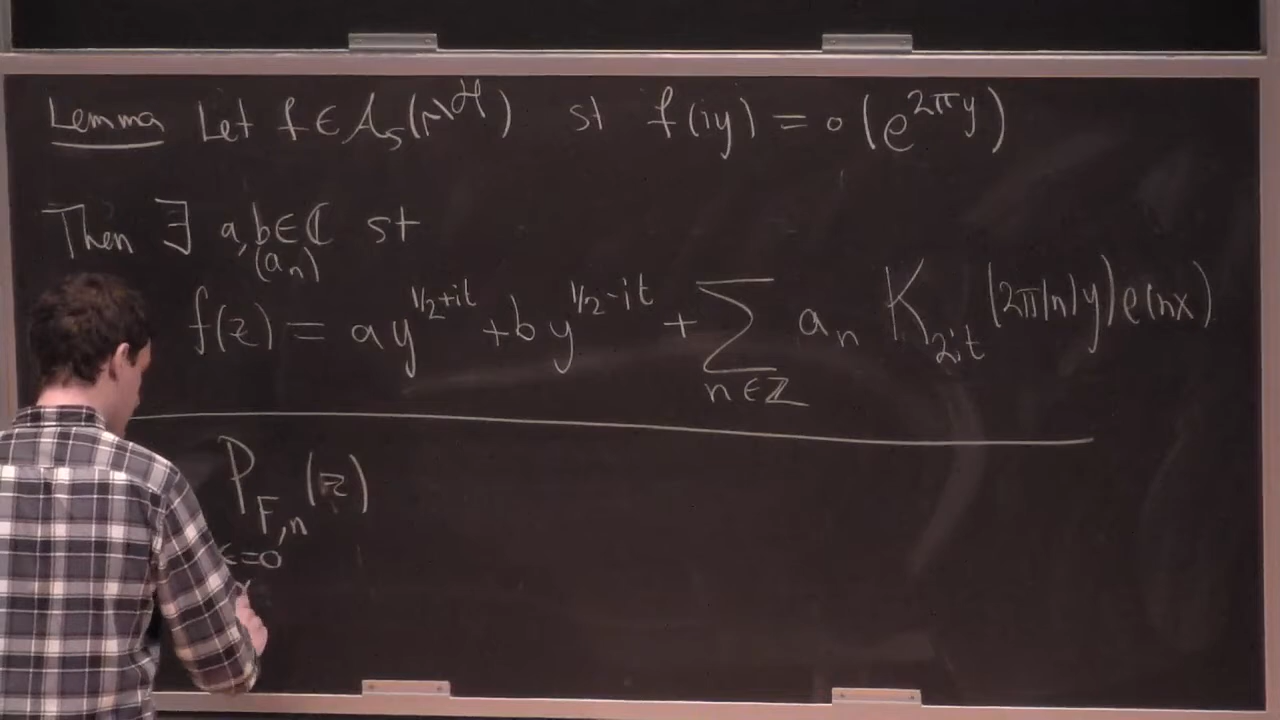 Lemma Let f ∈ A_s(Γ\ℋ) st f(iy) = o(e^{2πy})
Then ∃ a, b ∈ ℂ st
(a_n)
f(z) = a y^{1/2+it} + b y^{1/2-it} + ∑_{n∈ℤ} a_n K_{2it}(2π|n|y) e(nx)
P_{F,n}(z)
ϵ=0